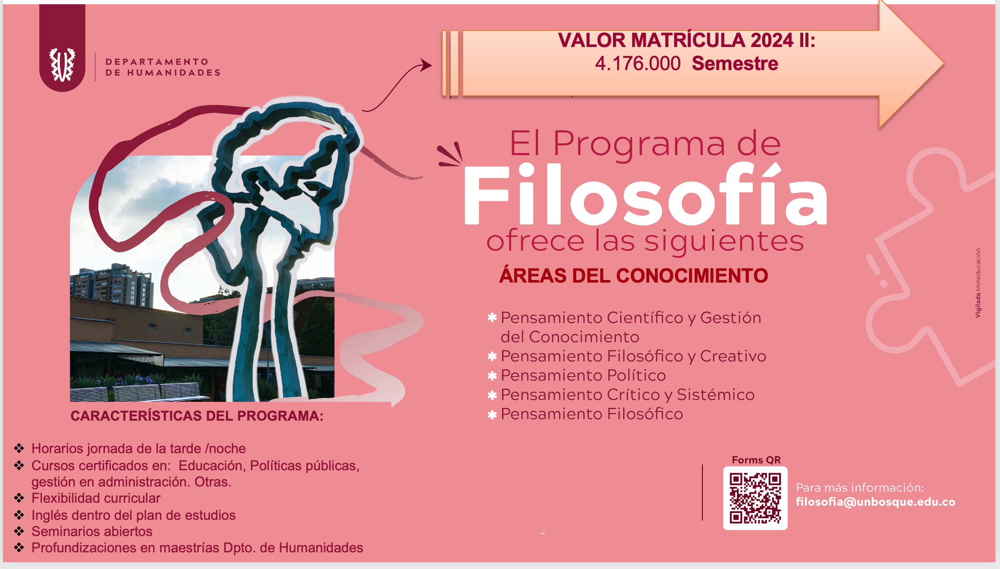 DEPARTAMENTO
DE HUMANIDADES
VALOR MATRÍCULA 2024 II:
4.176.000 Semestre
El Programa de
Filosofía
ofrece las siguientes
ÁREAS DEL CONOCIMIENTO
✱ Pensamiento Científico y Gestión
del Conocimiento
✱ Pensamiento Filosófico y Creativo
✱ Pensamiento Político
✱ Pensamiento Crítico y Sistémico
✱ Pensamiento Filosófico
Vigilada Mineducación
CARACTERÍSTICAS DEL PROGRAMA:
❖ Horarios jornada de la tarde /noche
❖ Cursos certificados en: Educación, Políticas públicas,
gestión en administración. Otras.
❖ Flexibilidad curricular
❖ Inglés dentro del plan de estudios
❖ Seminarios abiertos
❖ Profundizaciones en maestrías Dpto. de Humanidades
Forms QR
Para más información:
filosofia@unbosque.edu.co